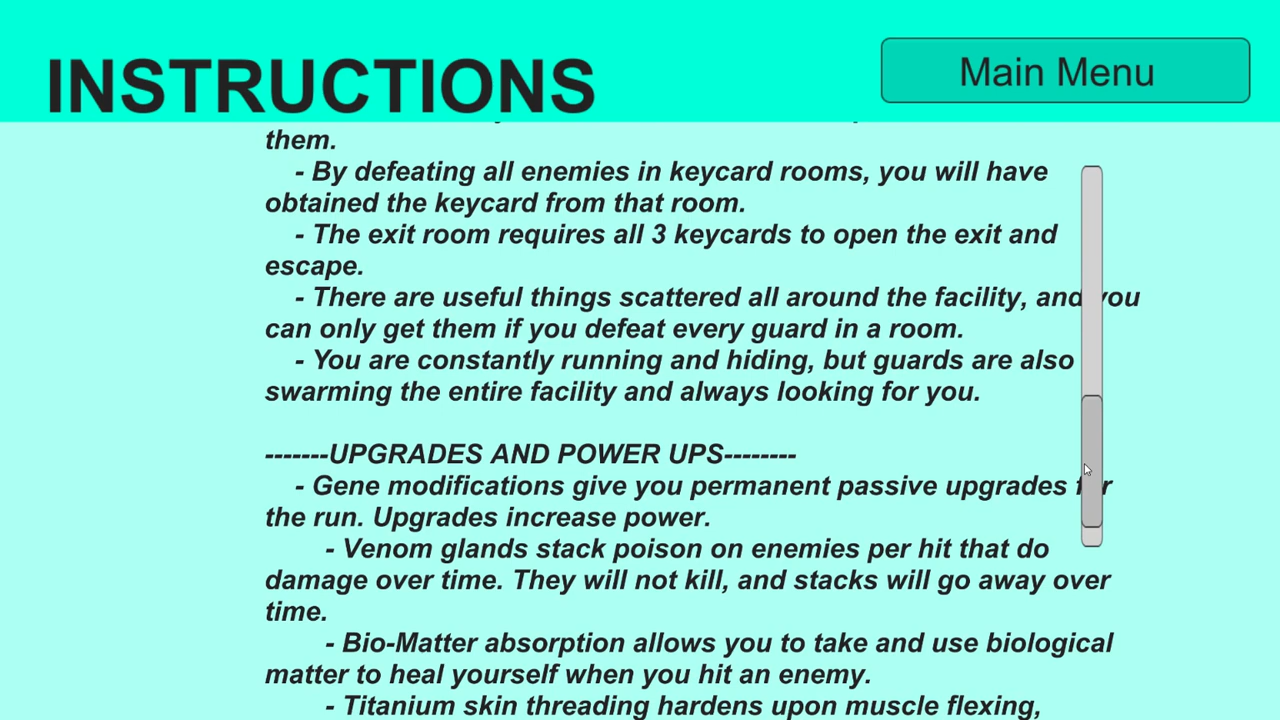 INSTRUCTIONS
Main Menu
them.
- By defeating all enemies in keycard rooms, you will have
obtained the keycard from that room.
- The exit room requires all 3 keycards to open the exit and
escape.
- There are useful things scattered all around the facility, and you
can only get them if you defeat every guard in a room.
- You are constantly running and hiding, but guards are also
swarming the entire facility and always looking for you.
-------UPGRADES AND POWER UPS--------
- Gene modifications give you permanent passive upgrades for
the run. Upgrades increase power.
- Venom glands stack poison on enemies per hit that do
damage over time. They will not kill, and stacks will go away over
time.
- Bio-Matter absorption allows you to take and use biological
matter to heal yourself when you hit an enemy.
- Titanium skin threading hardens upon muscle flexing,